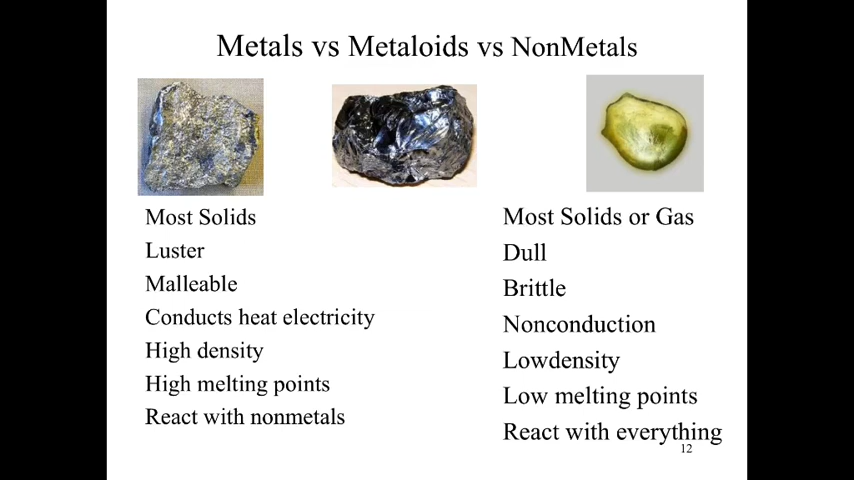 Metals vs Metaloids vs NonMetals
Most Solids
Luster
Malleable
Conducts heat electricity
High density
High melting points
React with nonmetals
Most Solids or Gas
Dull
Brittle
Nonconduction
Lowdensity
Low melting points
React with everything
12